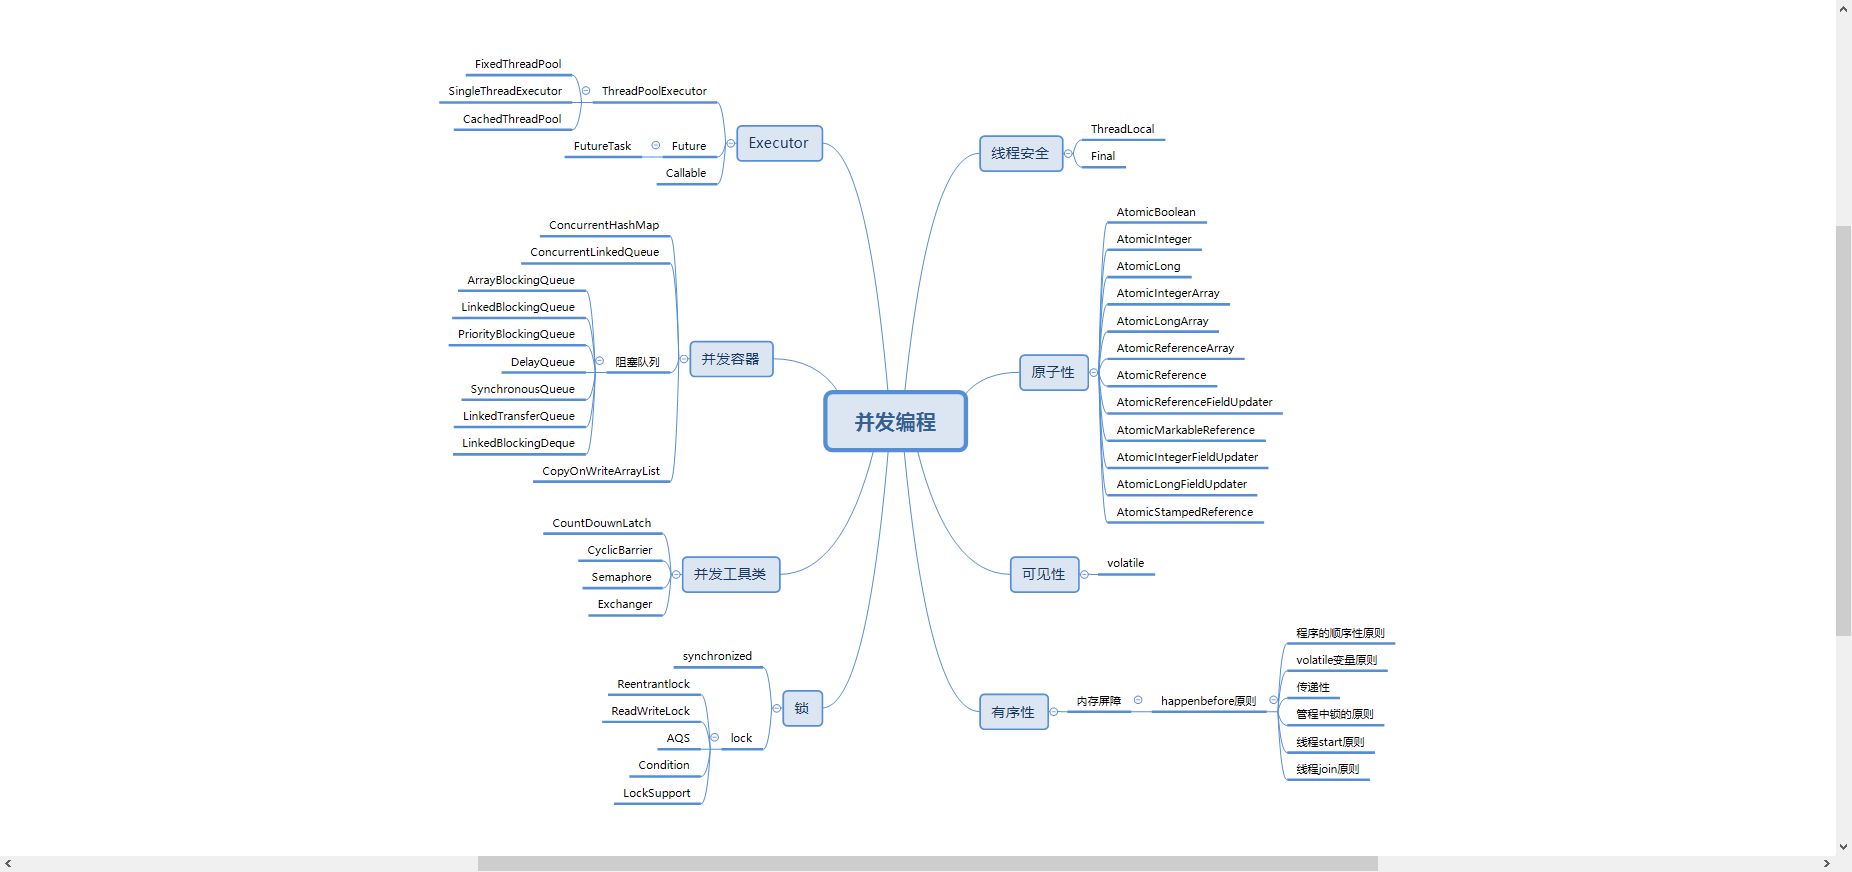 并发编程
Executor
ThreadPoolExecutor
FixedThreadPool
SingleThreadExecutor
CachedThreadPool
Future
FutureTask
Callable
并发容器
ConcurrentHashMap
ConcurrentLinkedQueue
阻塞队列
ArrayBlockingQueue
LinkedBlockingQueue
PriorityBlockingQueue
DelayQueue
SynchronousQueue
LinkedTransferQueue
LinkedBlockingDeque
CopyOnWriteArrayList
并发工具类
CountDouwnLatch
CyclicBarrier
Semaphore
Exchanger
锁
synchronized
lock
Reentrantlock
ReadWriteLock
AQS
Condition
LockSupport
线程安全
ThreadLocal
Final
原子性
AtomicBoolean
AtomicInteger
AtomicLong
AtomicIntegerArray
AtomicLongArray
AtomicReferenceArray
AtomicReference
AtomicReferenceFieldUpdater
AtomicMarkableReference
AtomicIntegerFieldUpdater
AtomicLongFieldUpdater
AtomicStampedReference
可见性
volatile
有序性
内存屏障
happenbefore原则
程序的顺序性原则
volatile变量原则
传递性
管程中锁的原则
线程start原则
线程join原则